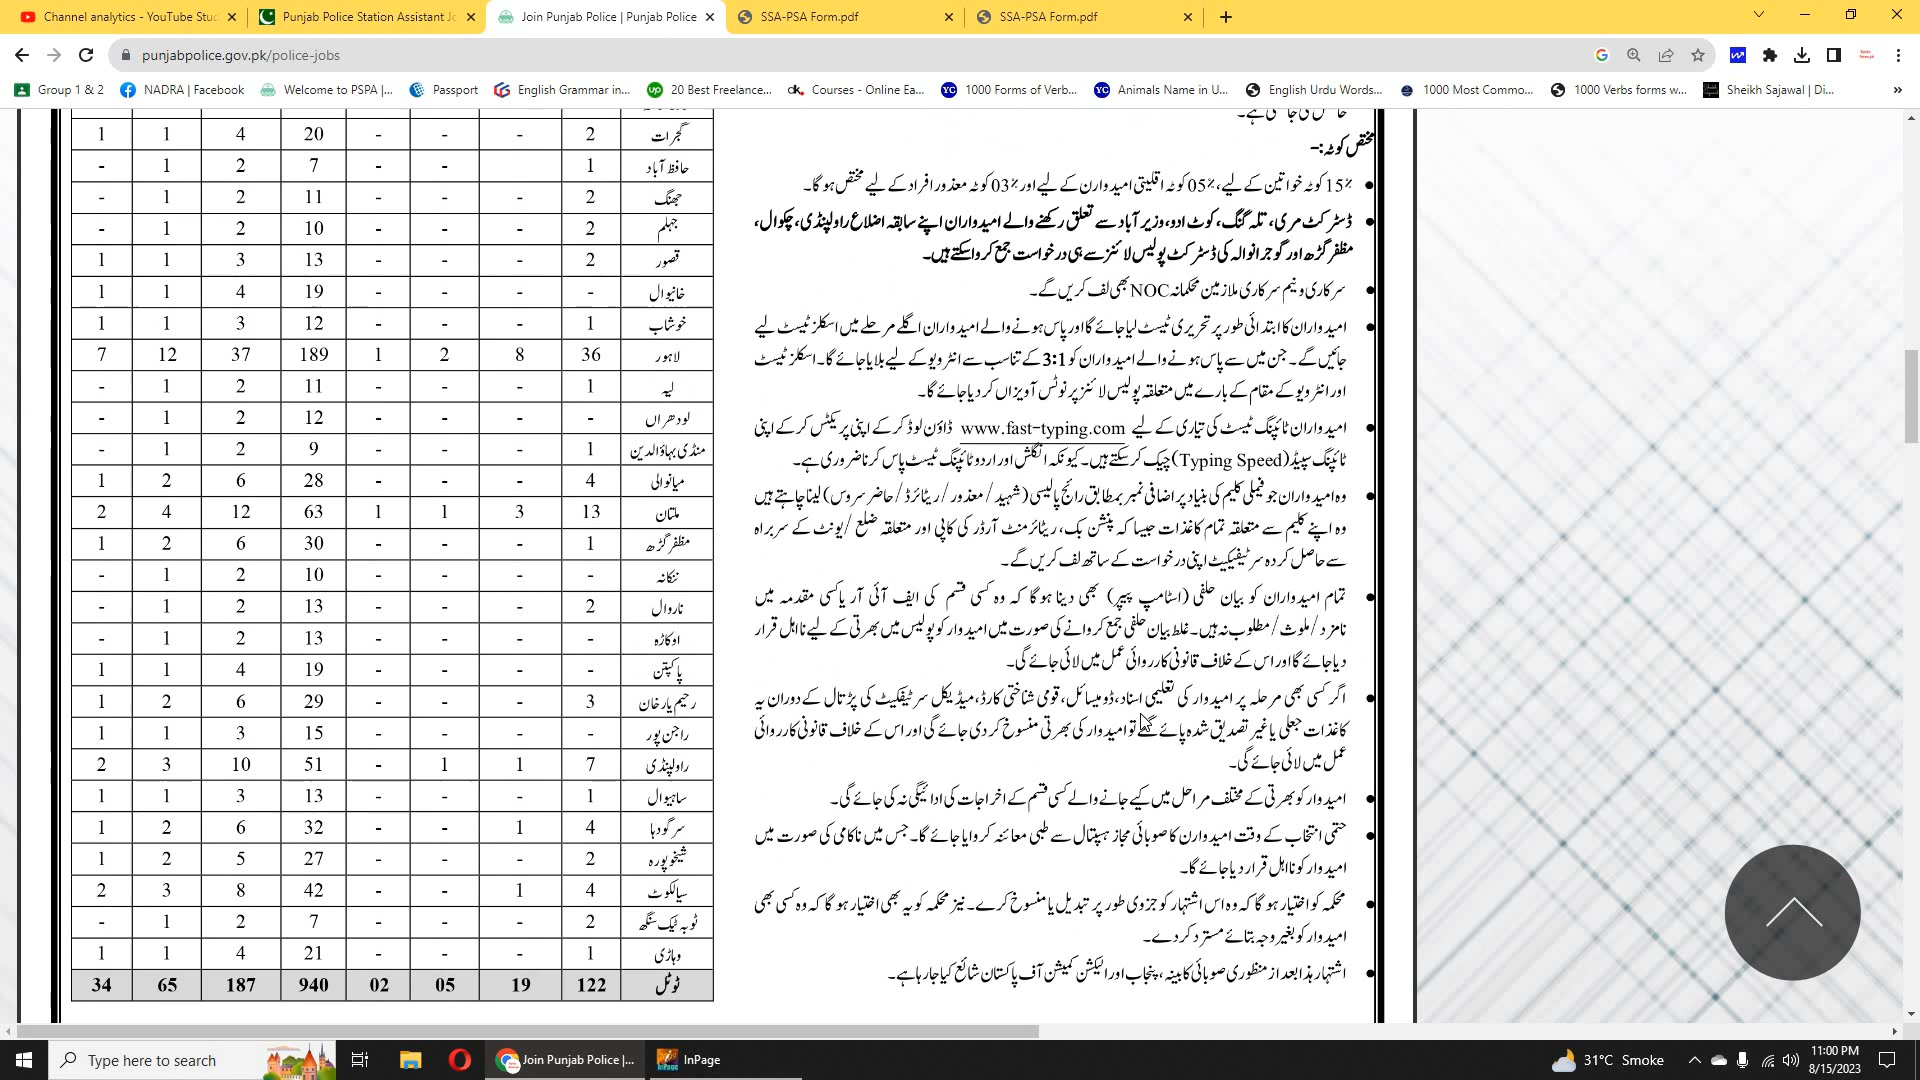 Channel analytics - YouTube Stu
Punjab Police Station Assistant Jo
Join Punjab Police | Punjab Police
SSA-PSA Form.pdf
SSA-PSA Form.pdf
punjabpolice.gov.pk/police-jobs
Group 1 & 2
NADRA | Facebook
Welcome to PSPA |...
Passport
English Grammar in...
20 Best Freelance...
Courses - Online Ea...
1000 Forms of Verb...
Animals Name in U...
English Urdu Words...
1000 Most Commo...
1000 Verbs forms w...
Sheikh Sajawal | Di...
مختص کوٹہ:-
15٪ کوٹہ خواتین کے لیے، 05٪ کوٹہ اقلیتی امیدوارن کے لیے اور 03٪ کوٹہ معذور افراد کے لیے مختص ہو گا۔
ڈسٹرکٹ مری، تلہ گنگ، کوٹ ادو، وزیر آباد سے تعلق رکھنے والے امیدواران اپنے سابقہ اضلاع راولپنڈی، چکوال،
مظفر گڑھ اور گوجرانوالہ کی ڈسٹرکٹ پولیس لائنز سے ہی درخواست جمع کروا سکتے ہیں۔
سرکاری و نیم سرکاری ملازمین محکمانہ NOC بھی لف کریں گے۔
امیدواران کا ابتدائی طور پر تحریری ٹیسٹ لیا جائے گا اور پاس ہونے والے امیدواران اگلے مرحلے میں اسکلز ٹیسٹ لیے
جائیں گے۔ جن میں سے پاس ہونے والے امیدواران کو 3:1 کے تناسب سے انٹرویو کے لیے بلایا جائے گا۔ اسکلز ٹیسٹ
اور انٹرویو کے مقام کے بارے میں متعلقہ پولیس لائنز پر نوٹس آویزاں کر دیا جائے گا۔
امیدواران ٹائپنگ ٹیسٹ کی تیاری کے لیے www.fast-typing.com ڈاؤن لوڈ کر کے اپنی پریکٹس کر کے اپنی
ٹائپنگ سپیڈ (Typing Speed) چیک کر سکتے ہیں۔ کیونکہ انگلش اور اردو ٹائپنگ ٹیسٹ پاس کرنا ضروری ہے۔
وہ امیدواران جو فیملی کلیم کی بنیاد پر اضافی نمبر بمطابق رائج پالیسی (شہید/معذور/ریٹائرڈ/حاضر سروس) لینا چاہتے ہیں
وہ اپنے کلیم سے متعلقہ تمام کاغذات جیسا کہ پنشن بک، ریٹائرمنٹ آرڈر کی کاپی اور متعلقہ ضلع/یونٹ کے سربراہ
سے حاصل کردہ سرٹیفیکیٹ اپنی درخواست کے ساتھ لف کریں گے۔
تمام امیدواران کو بیان حلفی (اسٹامپ پیپر) بھی دینا ہو گا کہ وہ کسی قسم کی ایف آئی آر یا کسی مقدمہ میں
نامزد/ملوث/مطلوب نہ ہیں۔ غلط بیان حلفی جمع کروانے کی صورت میں امیدوار کو پولیس میں بھرتی کے لیے نااہل قرار
دیا جائے گا اور اس کے خلاف قانونی کارروائی عمل میں لائی جائے گی۔
اگر کسی بھی مرحلہ پر امیدوار کی تعلیمی اسناد، ڈومیسائل، قومی شناختی کارڈ، میڈیکل سرٹیفکیٹ کی پڑتال کے دوران یہ
کاغذات جعلی یا غیر تصدیق شدہ پائے گئے تو امیدوار کی بھرتی منسوخ کر دی جائے گی اور اس کے خلاف قانونی کارروائی
عمل میں لائی جائے گی۔
امیدوار کو بھرتی کے مختلف مراحل میں کیے جانے والے کسی قسم کے اخراجات کی ادائیگی نہ کی جائے گی۔
حتمی انتخاب کے وقت امیدوارن کا صوبائی مجاز ہسپتال سے طبی معائنہ کروایا جائے گا۔ جس میں ناکامی کی صورت میں
امیدوار کو نااہل قرار دیا جائے گا۔
محکمہ کو اختیار ہو گا کہ وہ اس اشتہار کو جزوی طور پر تبدیل یا منسوخ کرے۔ نیز محکمہ کو یہ بھی اختیار ہو گا کہ وہ کسی بھی
امیدوار کو بغیر وجہ بتائے مسترد کر دے۔
اشتہار ہذا بعد از منظوری صوبائی کابینہ، پنجاب اور الیکشن کمیشن آف پاکستان شائع کیا جا رہا ہے۔
گجرات 2 - - - 20 4 1 1
حافظ آباد 1 - - 7 2 1 -
جھنگ 2 - - - 11 2 1 -
جہلم 2 - - - 10 2 1 -
قصور 2 - - - 13 3 1 1
خانیوال - - - - 19 4 1 1
خوشاب 1 - - - 12 3 1 1
لاہور 36 8 2 1 189 37 12 7
لیہ 1 - - - 11 2 1 -
لودھراں - - - - 12 2 1 -
منڈی بہاؤالدین 1 - - - 9 2 1 -
میانوالی 4 - - - 28 6 2 1
ملتان 13 3 1 1 63 12 4 2
مظفر گڑھ 1 - - - 30 6 2 1
ننکانہ - - - - 10 2 1 -
ناروال 2 - - - 13 2 1 -
اوکاڑہ - - - - 13 2 1 -
پاکپتن - - - - 19 4 1 1
رحیم یار خان 3 - - - 29 6 2 1
راجن پور - - - - 15 3 1 1
راولپنڈی 7 1 1 - 51 10 3 2
ساہیوال 1 - - - 13 3 1 1
سرگودہا 4 1 - - 32 6 2 1
شیخوپورہ 2 - - - 27 5 2 1
سیالکوٹ 4 1 - - 42 8 3 2
ٹوبہ ٹیک سنگھ 2 - - - 7 2 1 -
وہاڑی 1 - - - 21 4 1 1
ٹوٹل 122 19 05 02 940 187 65 34
Type here to search
Join Punjab Police |...
InPage
31°C Smoke
11:00 PM
8/15/2023